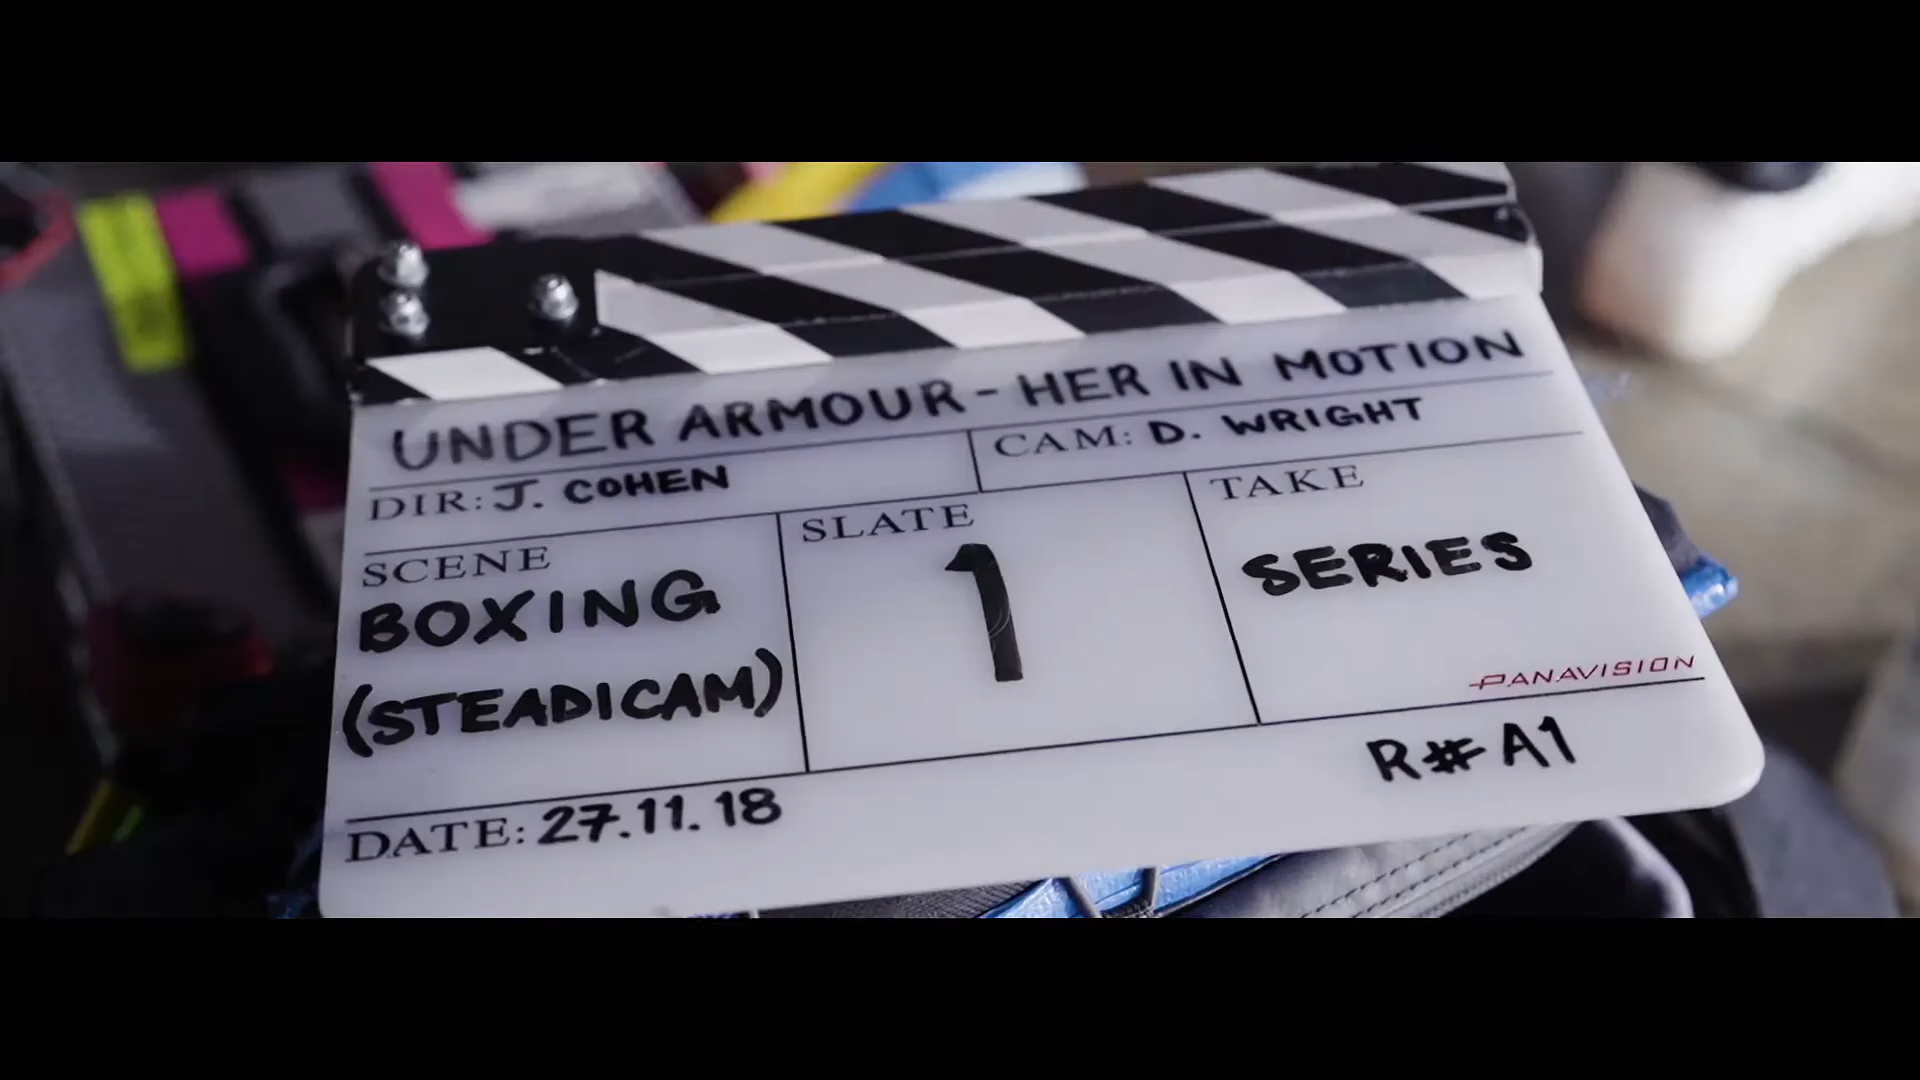 UNDER ARMOUR - HER IN MOTION
DIR: J. COHEN
CAM: D. WRIGHT
SCENE
BOXING
(STEADICAM)
SLATE
1
TAKE
SERIES
PANAVISION
DATE: 27.11.18
R# A1